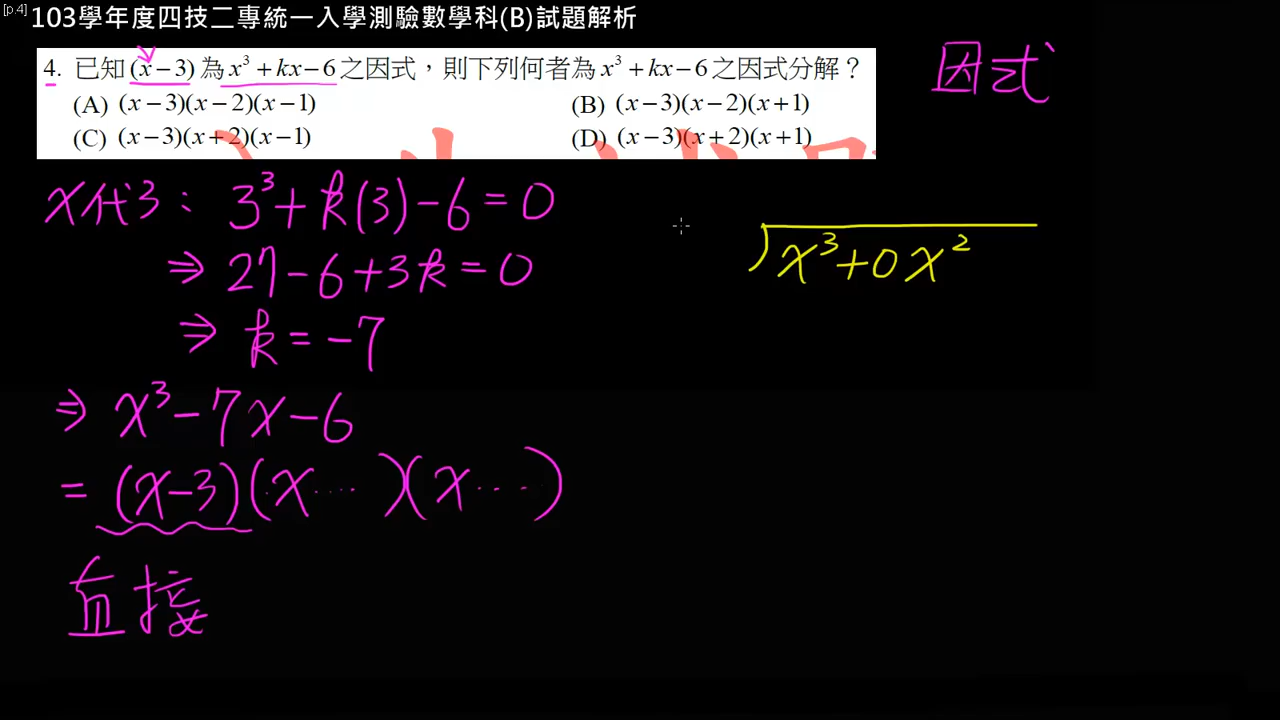 [p.4]
103學年度四技二專統一入學測驗數學科(B)試題解析
4. 已知(x−3)為x³+kx−6之因式，則下列何者為x³+kx−6之因式分解？
(A) (x−3)(x−2)(x−1) (B) (x−3)(x−2)(x+1)
(C) (x−3)(x+2)(x−1) (D) (x−3)(x+2)(x+1)
因式
x代3：3³+k(3)−6=0
⇒27−6+3k=0
⇒k=−7
⇒x³−7x−6
=(x−3)(x⋯)(x⋯)
直接
x³+0x²